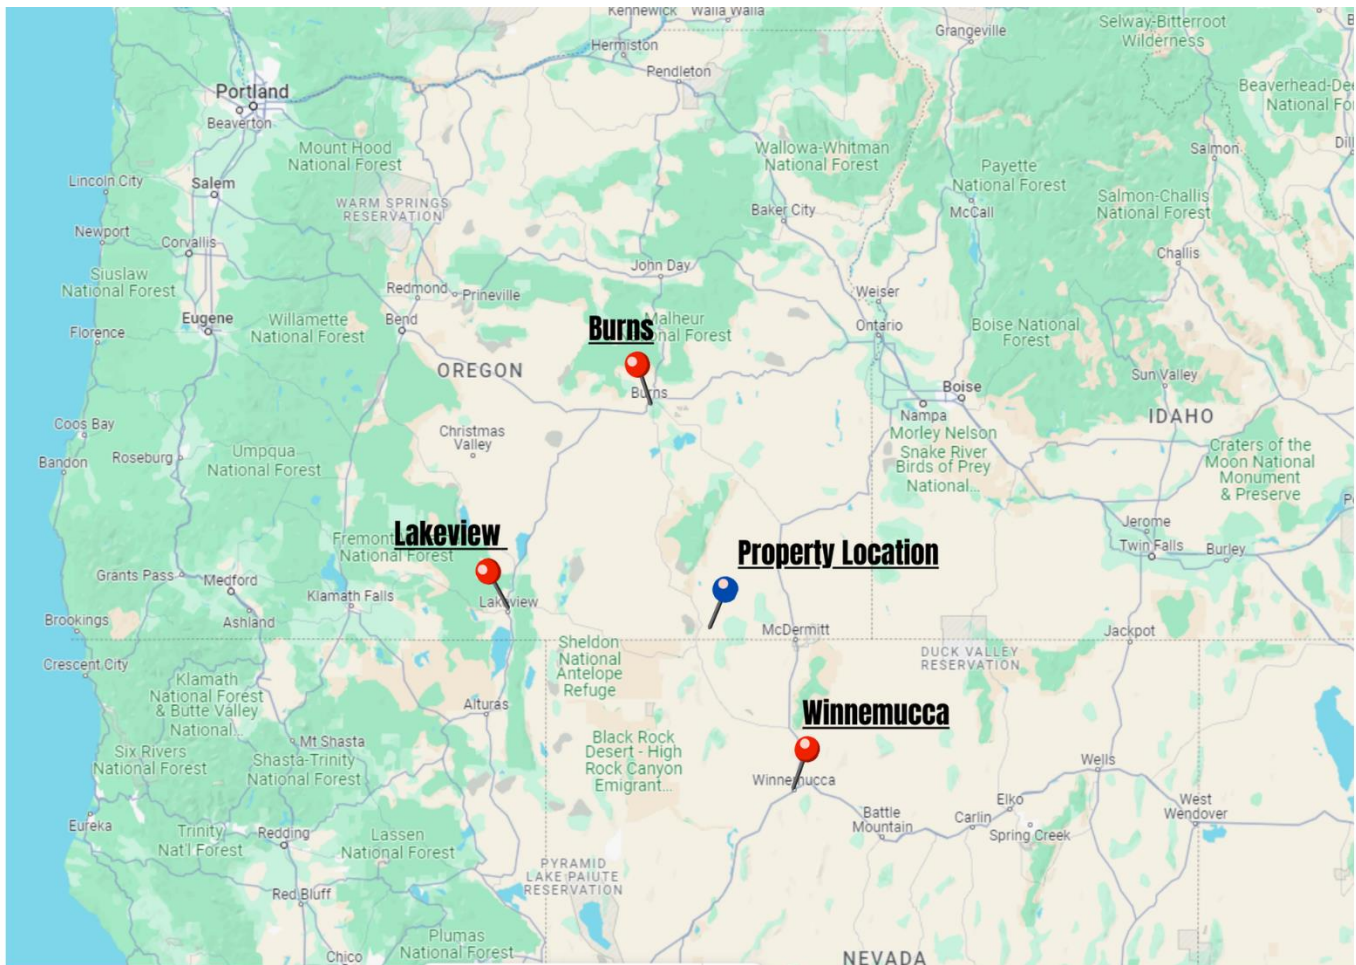 Kennewick
Walla Walla
Grangeville
Selway-Bitterroot
Wilderness
Hermiston
Pendleton
Beaverhead-Dee
National Fo
Portland
Beaverton
Mount Hood
National Forest
Wallowa-Whitman
National Forest
Payette
National Forest
Salmon
Dill
Lincoln City
Salem
WARM SPRINGS
RESERVATION
Baker City
McCall
Salmon-Challis
National Forest
Newport
Corvallis
John Day
Challis
Siuslaw
National Forest
Redmond
Prineville
Weiser
Eugene
Willamette
National Forest
Bend
Burns
Malheur
National Forest
Ontario
Boise National
Forest
Florence
OREGON
Boise
Sun Valley
Burns
Nampa
IDAHO
Coos Bay
Christmas
Valley
Morley Nelson
Snake River
Birds of Prey
National...
Craters of the
Moon National
Monument
& Preserve
Bandon
Roseburg
Umpqua
National Forest
Lakeview
Fremont
National Forest
Jerome
Twin Falls
Burley
Property Location
Grants Pass
Medford
Klamath Falls
Lakeview
Brookings
Ashland
McDermitt
Jackpot
Crescent City
Sheldon
National
Antelope
Refuge
DUCK VALLEY
RESERVATION
Klamath
National Forest
& Butte Valley
National...
Alturas
Winnemucca
Mt Shasta
Six Rivers
National Forest
Shasta-Trinity
National Forest
Black Rock
Desert - High
Rock Canyon
Emigrant...
Winnemucca
Wells
Eureka
Trinity
Nat'l Forest
Redding
Lassen
National Forest
Battle
Mountain
Carlin
Elko
Spring Creek
West
Wendover
PYRAMID
LAKE PAIUTE
RESERVATION
Red Bluff
Plumas
National Forest
Chico
NEVADA